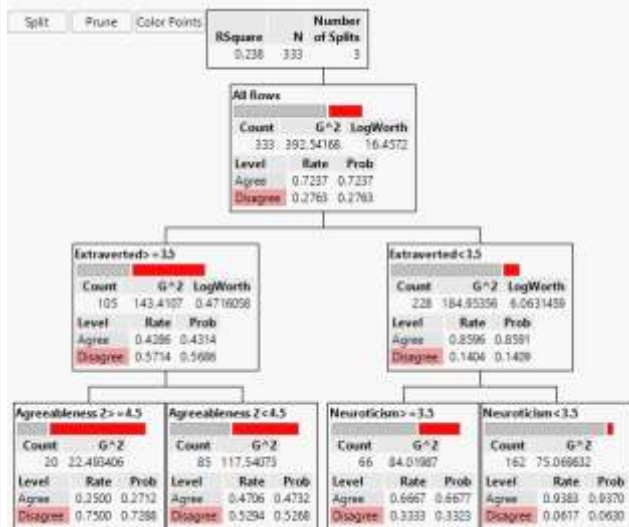 Split Prune Color Points
Number
RSquare N of Splits
0.238 333 3
All Rows
Count G^2 LogWorth
333 392.54168 16.4572
Level Rate Prob
Agree 0.7237 0.7237
Disagree 0.2763 0.2763
Extraverted>=3.5
Count G^2 LogWorth
105 143.4107 0.4716058
Level Rate Prob
Agree 0.4286 0.4314
Disagree 0.5714 0.5686
Extraverted<3.5
Count G^2 LogWorth
228 184.95356 6.0631459
Level Rate Prob
Agree 0.8596 0.8591
Disagree 0.1404 0.1409
Agreeableness 2>=4.5
Count G^2
20 22.493406
Level Rate Prob
Agree 0.2500 0.2712
Disagree 0.7500 0.7288
Agreeableness 2<4.5
Count G^2
85 117.54073
Level Rate Prob
Agree 0.4706 0.4732
Disagree 0.5294 0.5268
Neuroticism>=3.5
Count G^2
66 84.01987
Level Rate Prob
Agree 0.6667 0.6677
Disagree 0.3333 0.3323
Neuroticism<3.5
Count G^2
162 75.069832
Level Rate Prob
Agree 0.9383 0.9370
Disagree 0.0617 0.0630